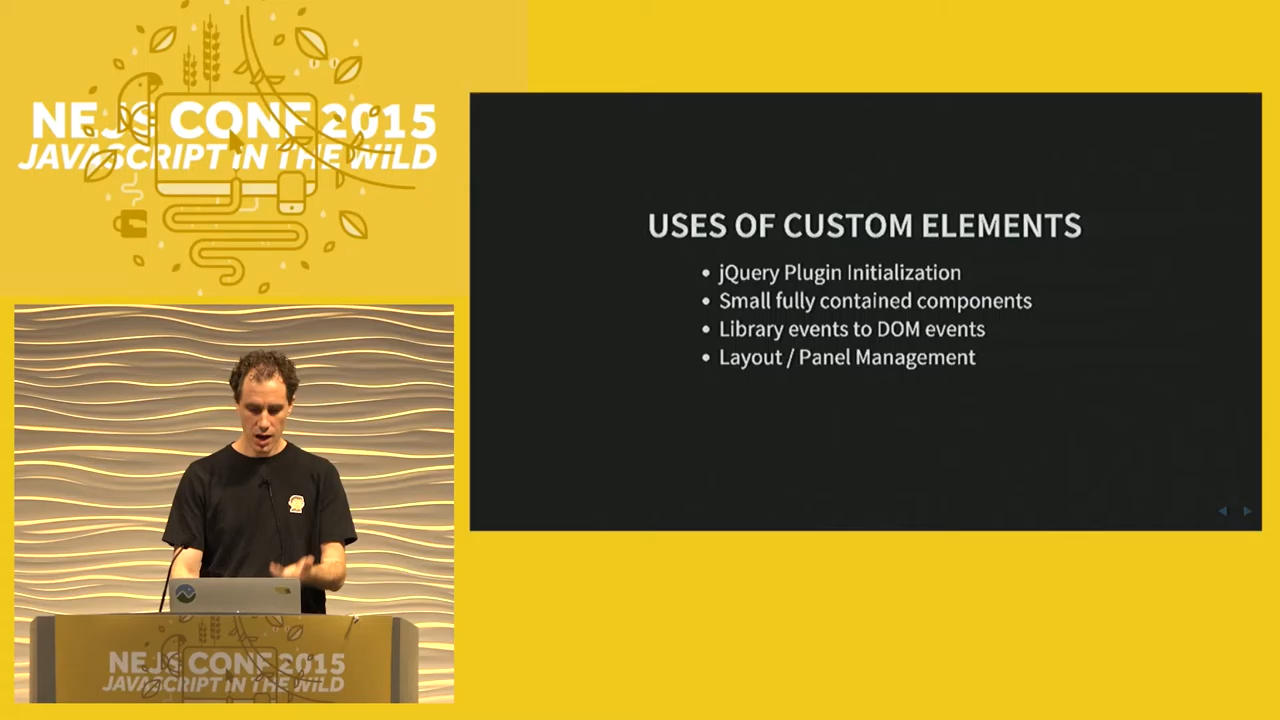 NEJS CONF 2015
JAVASCRIPT IN THE WILD
USES OF CUSTOM ELEMENTS
• jQuery Plugin Initialization
• Small fully contained components
• Library events to DOM events
• Layout / Panel Management
NEJS CONF 2015
JAVASCRIPT IN THE WILD